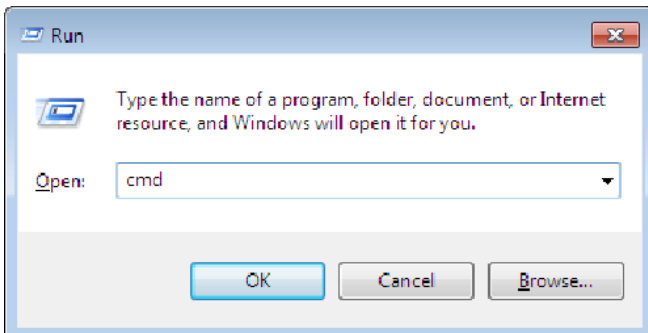 Run
Type the name of a program, folder, document, or Internet
resource, and Windows will open it for you.
Open: cmd
OK Cancel Browse...